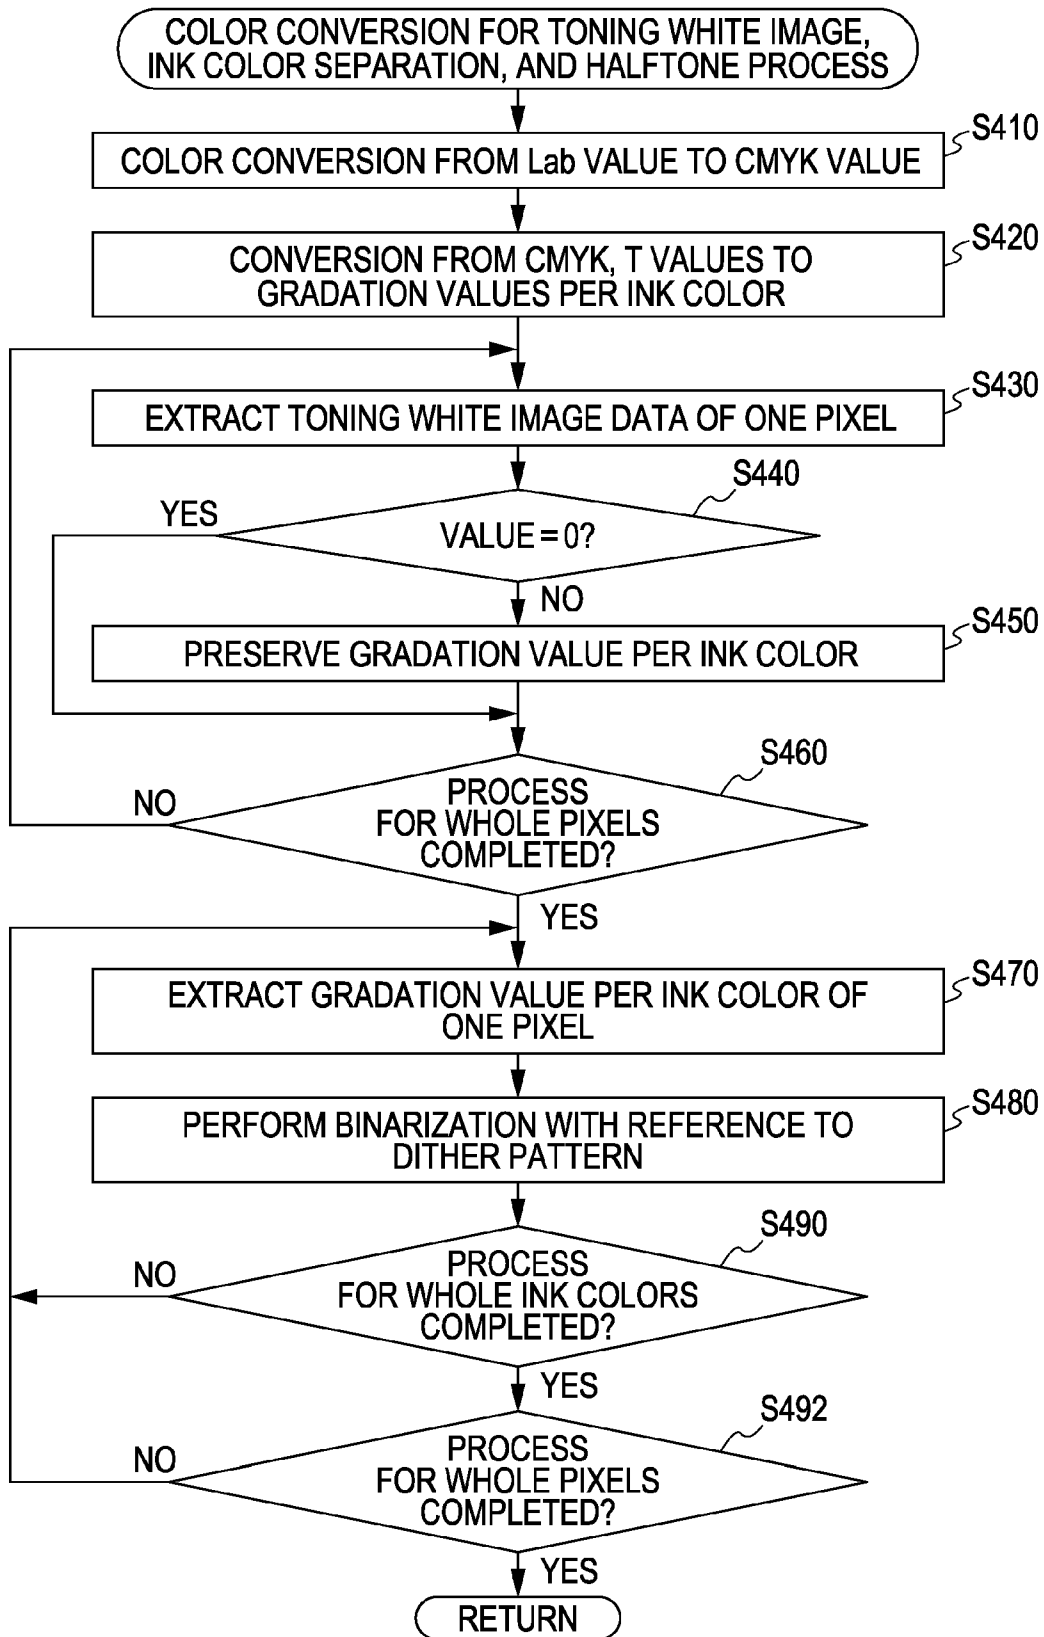 COLOR CONVERSION FOR TONING WHITE IMAGE,
INK COLOR SEPARATION, AND HALFTONE PROCESS
S410
COLOR CONVERSION FROM Lab VALUE TO CMYK VALUE
S420
CONVERSION FROM CMYK, T VALUES TO
GRADATION VALUES PER INK COLOR
S430
EXTRACT TONING WHITE IMAGE DATA OF ONE PIXEL
S440
YES
VALUE = 0?
NO
S450
PRESERVE GRADATION VALUE PER INK COLOR
S460
NO
PROCESS
FOR WHOLE PIXELS
COMPLETED?
YES
S470
EXTRACT GRADATION VALUE PER INK COLOR OF
ONE PIXEL
S480
PERFORM BINARIZATION WITH REFERENCE TO
DITHER PATTERN
S490
NO
PROCESS
FOR WHOLE INK COLORS
COMPLETED?
YES
S492
NO
PROCESS
FOR WHOLE PIXELS
COMPLETED?
YES
RETURN